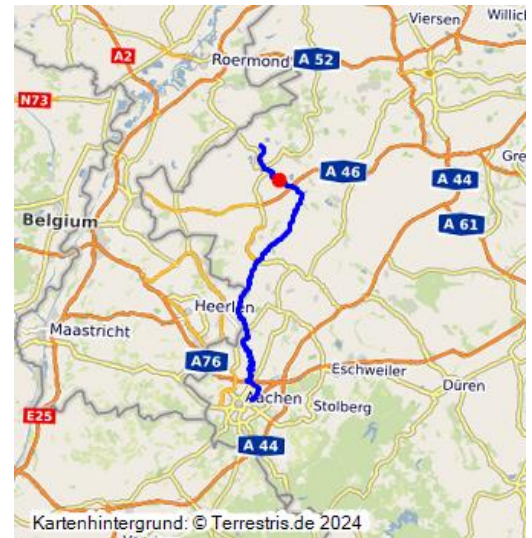 Viersen
Willich
A 2
Roermond
A 52
N73
Gre
A 46
A 44
Belgium
A 61
Heerlen
Maastricht
A76
Eschweiler
Düren
Aachen
Stolberg
E25
A 44
Kartenhintergrund: © Terrestris.de 2024